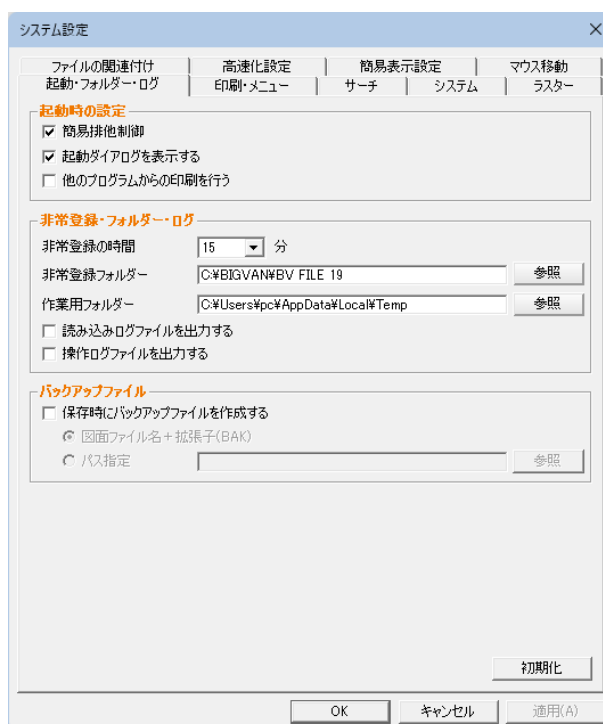 システム設定
ファイルの関連付け 高速化設定 簡易表示設定 マウス移動
起動・フォルダー・ログ 印刷・メニュー サーチ システム ラスター
起動時の設定
簡易排他制御
起動ダイアログを表示する
他のプログラムからの印刷を行う
非常登録・フォルダー・ログ
非常登録の時間 15 分
非常登録フォルダー C:¥BIGVAN¥BV FILE 19 参照
作業用フォルダー C:¥Users¥pc¥AppData¥Local¥Temp 参照
読み込みログファイルを出力する
操作ログファイルを出力する
バックアップファイル
保存時にバックアップファイルを作成する
図面ファイル名+拡張子(BAK)
パス指定 参照
初期化
OK キャンセル 適用(A)